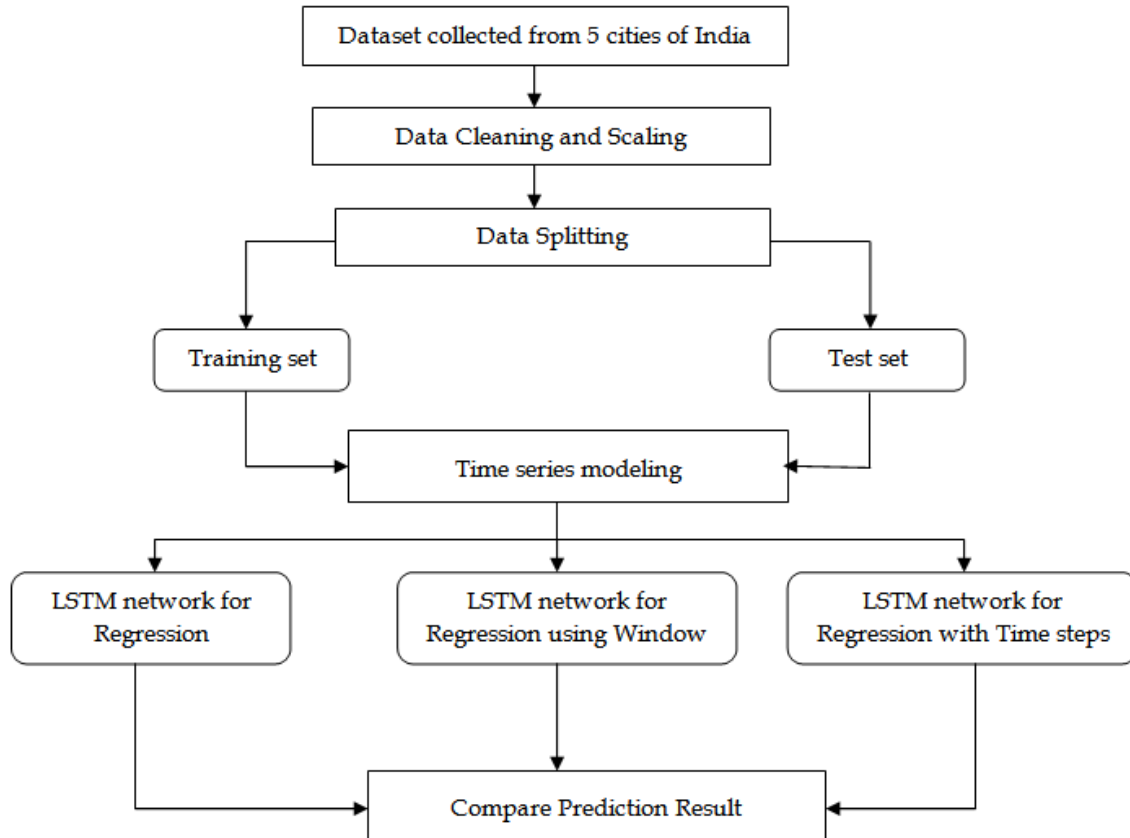 Dataset collected from 5 cities of India
Data Cleaning and Scaling
Data Splitting
Training set
Test set
Time series modeling
LSTM network for
Regression
LSTM network for
Regression using Window
LSTM network for
Regression with Time steps
Compare Prediction Result